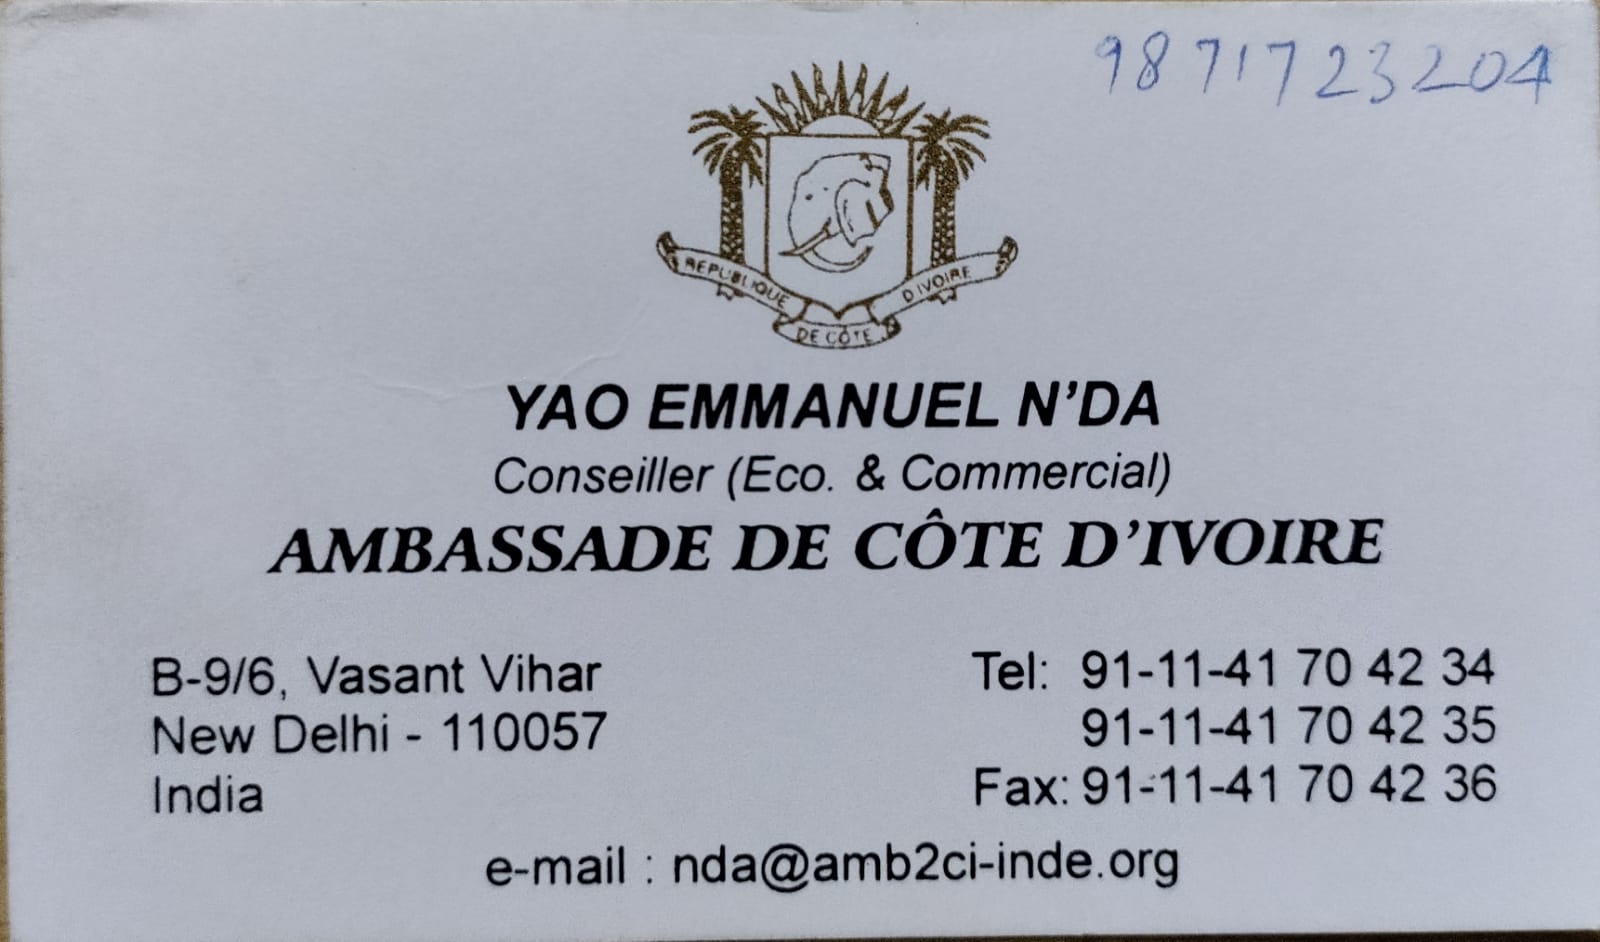 9871723204
REPUBLIQUE DE CÔTE D'IVOIRE
YAO EMMANUEL N'DA
Conseiller (Eco. & Commercial)
AMBASSADE DE CÔTE D'IVOIRE
B-9/6, Vasant Vihar
New Delhi - 110057
India
Tel: 91-11-41 70 42 34
91-11-41 70 42 35
Fax: 91-11-41 70 42 36
e-mail : nda@amb2ci-inde.org